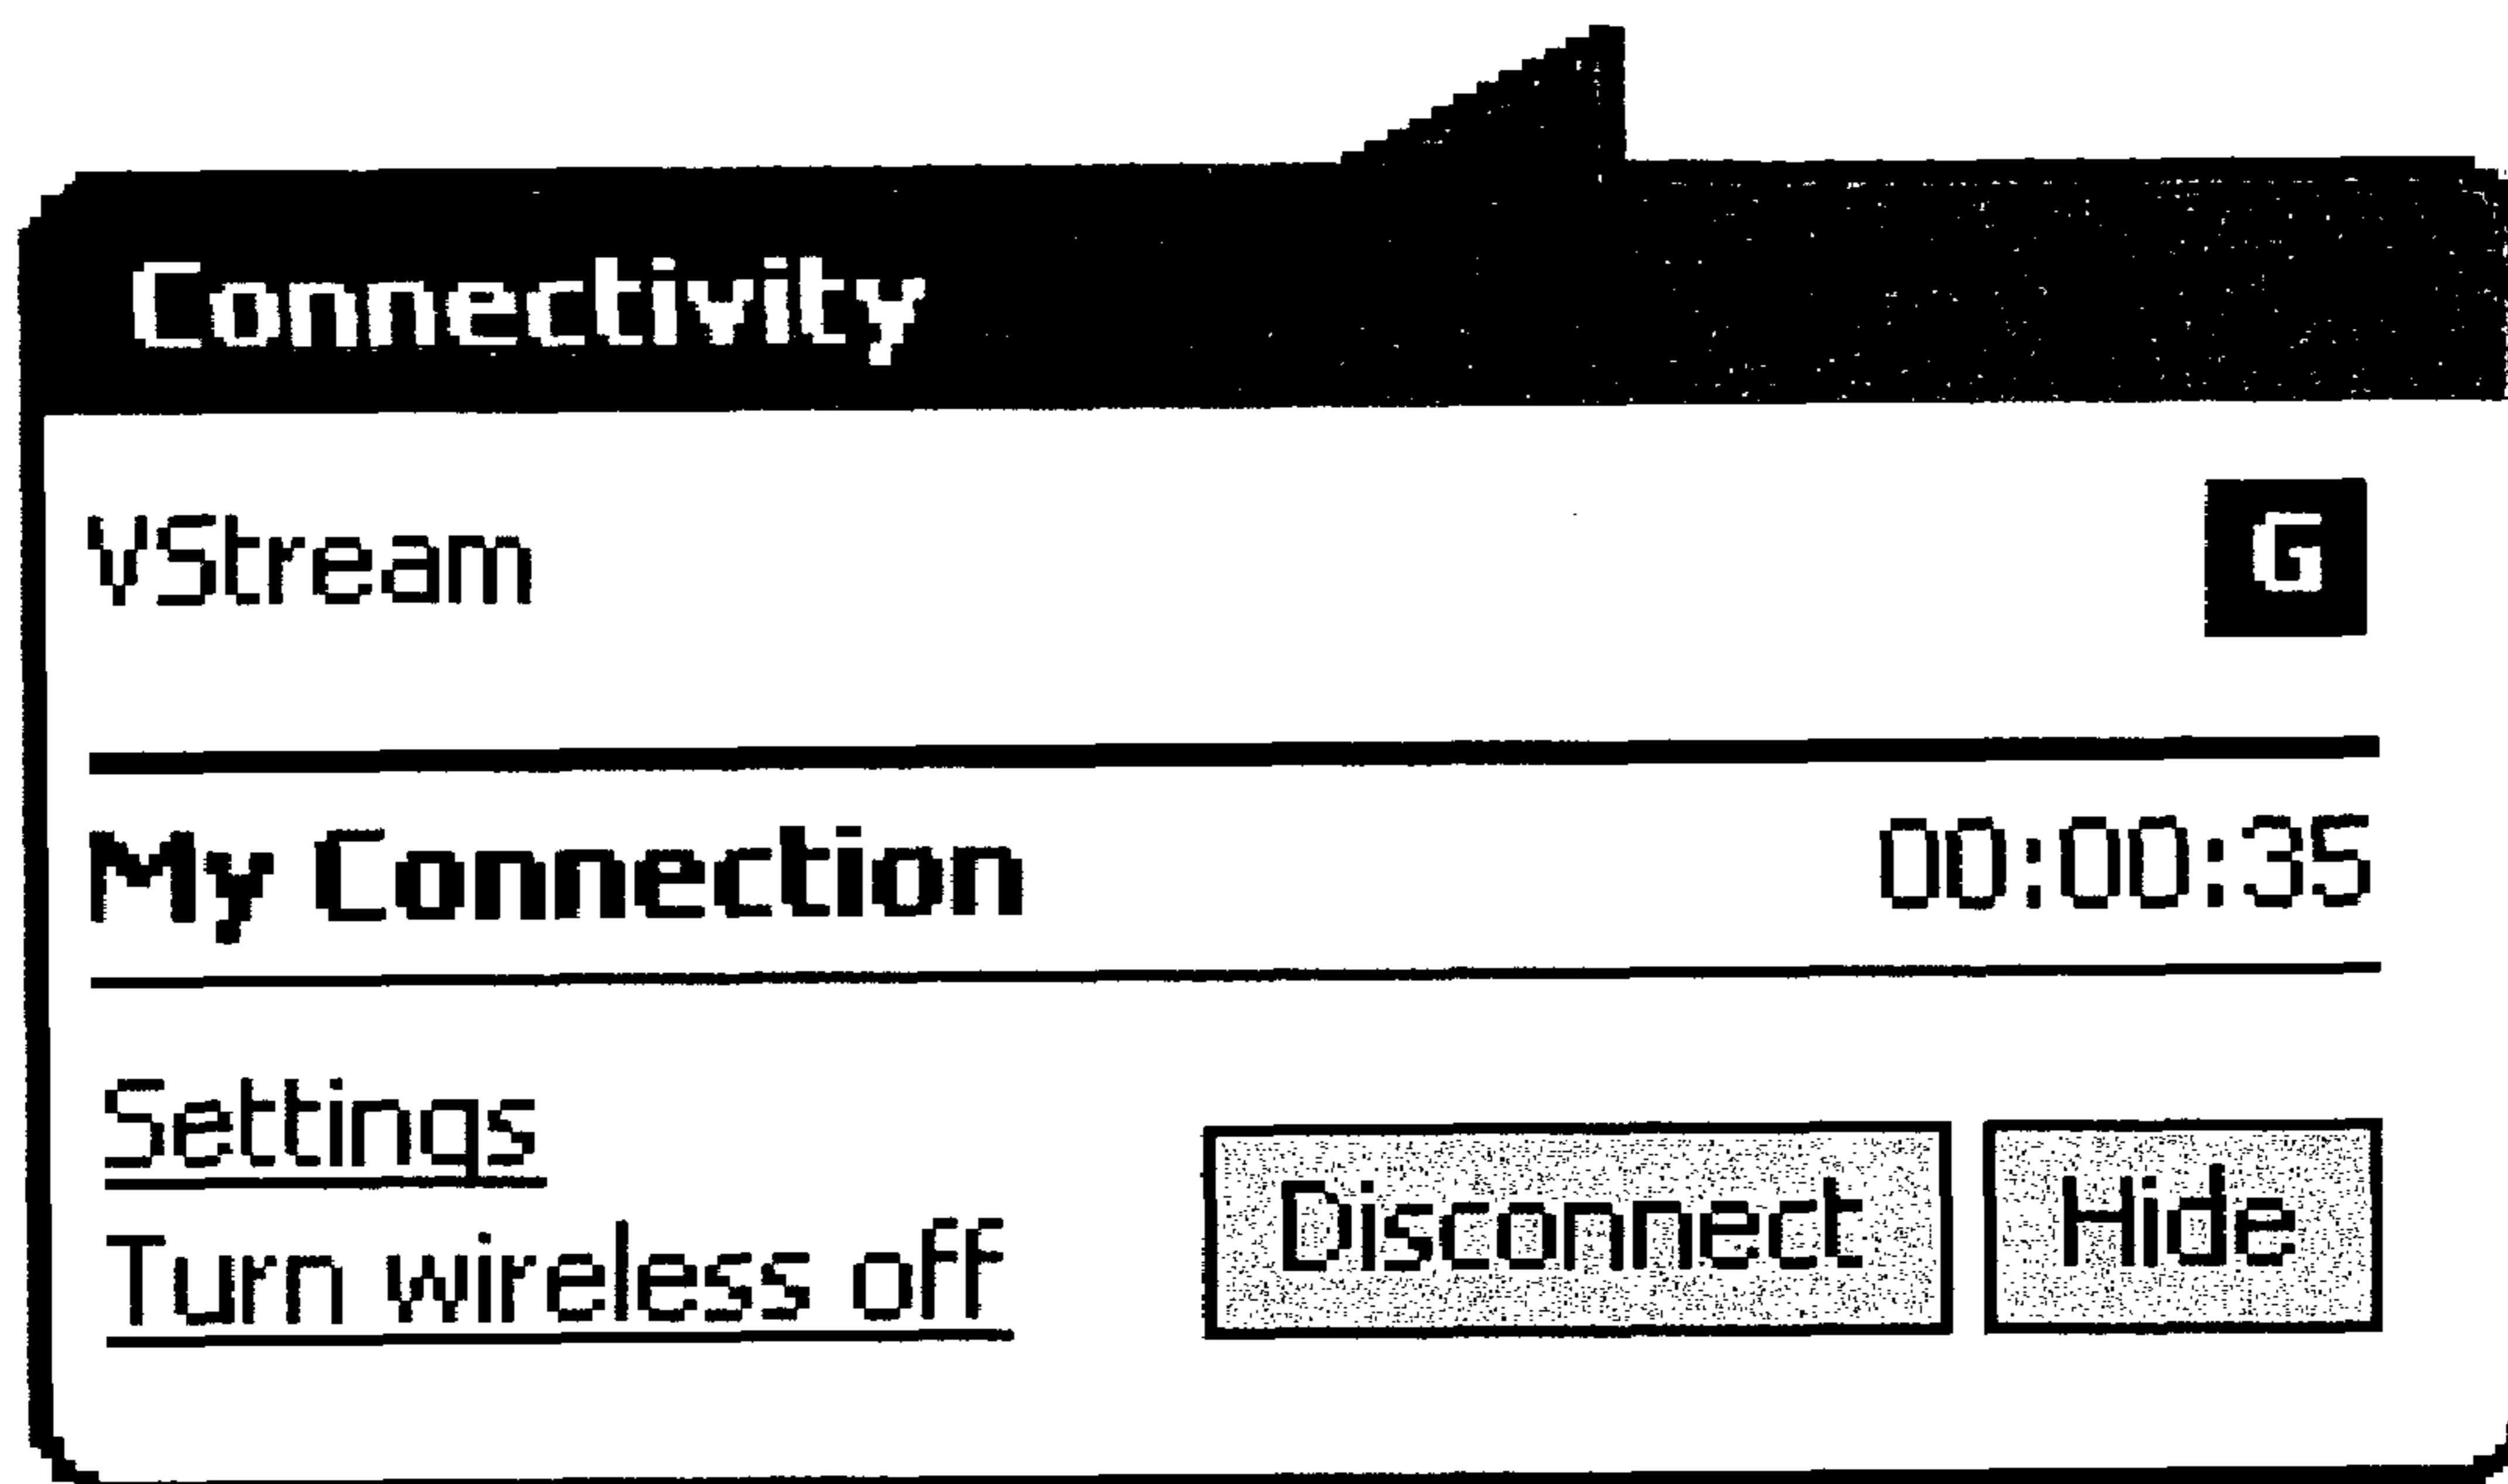 Connectivity
VStream G
My Connection 00:00:35
Settings
Turn wireless off
Disconnect Hide